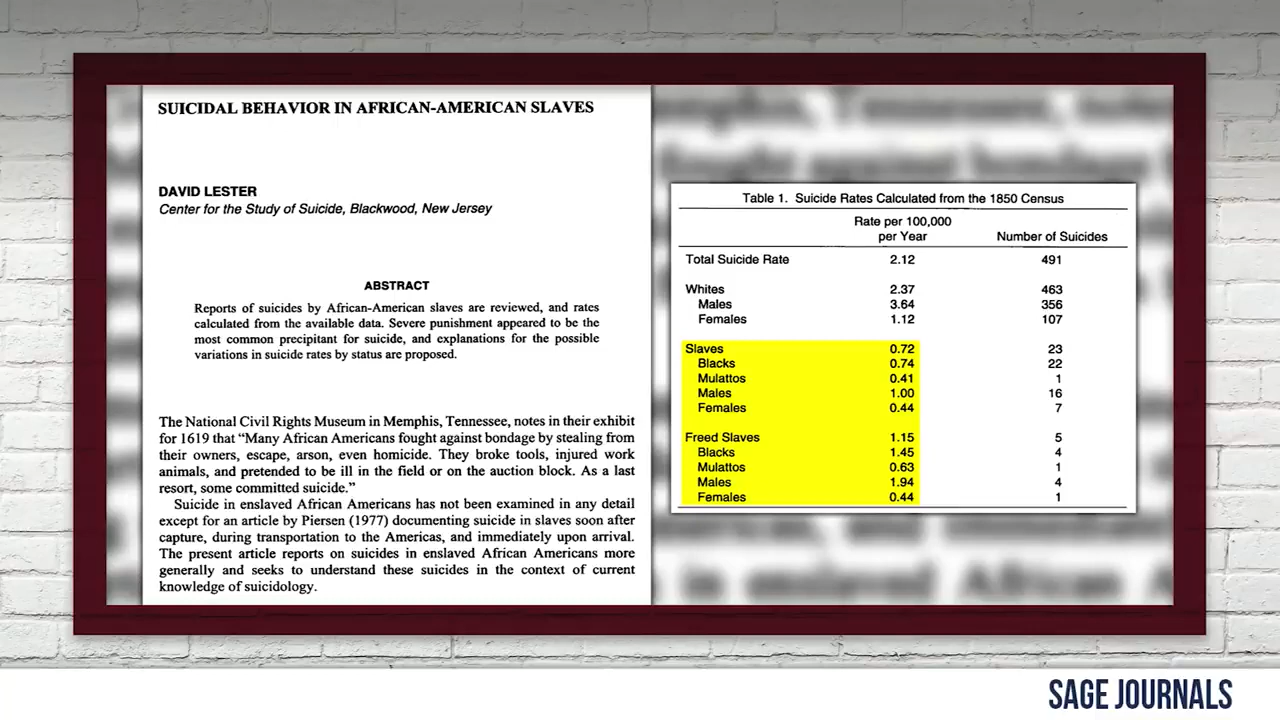 SUICIDAL BEHAVIOR IN AFRICAN-AMERICAN SLAVES
DAVID LESTER
Center for the Study of Suicide, Blackwood, New Jersey
ABSTRACT
Reports of suicides by African-American slaves are reviewed, and rates
calculated from the available data. Severe punishment appeared to be the
most common precipitant for suicide, and explanations for the possible
variations in suicide rates by status are proposed.
The National Civil Rights Museum in Memphis, Tennessee, notes in their exhibit
for 1619 that “Many African Americans fought against bondage by stealing from
their owners, escape, arson, even homicide. They broke tools, injured work
animals, and pretended to be ill in the field or on the auction block. As a last
resort, some committed suicide.”
Suicide in enslaved African Americans has not been examined in any detail
except for an article by Piersen (1977) documenting suicide in slaves soon after
capture, during transportation to the Americas, and immediately upon arrival.
The present article reports on suicides in enslaved African Americans more
generally and seeks to understand these suicides in the context of current
knowledge of suicidology.
Table 1. Suicide Rates Calculated from the 1850 Census
Rate per 100,000
per Year Number of Suicides
Total Suicide Rate 2.12 491
Whites 2.37 463
Males 3.64 356
Females 1.12 107
Slaves 0.72 23
Blacks 0.74 22
Mulattos 0.41 1
Males 1.00 16
Females 0.44 7
Freed Slaves 1.15 5
Blacks 1.45 4
Mulattos 0.63 1
Males 1.94 4
Females 0.44 1
SAGE JOURNALS